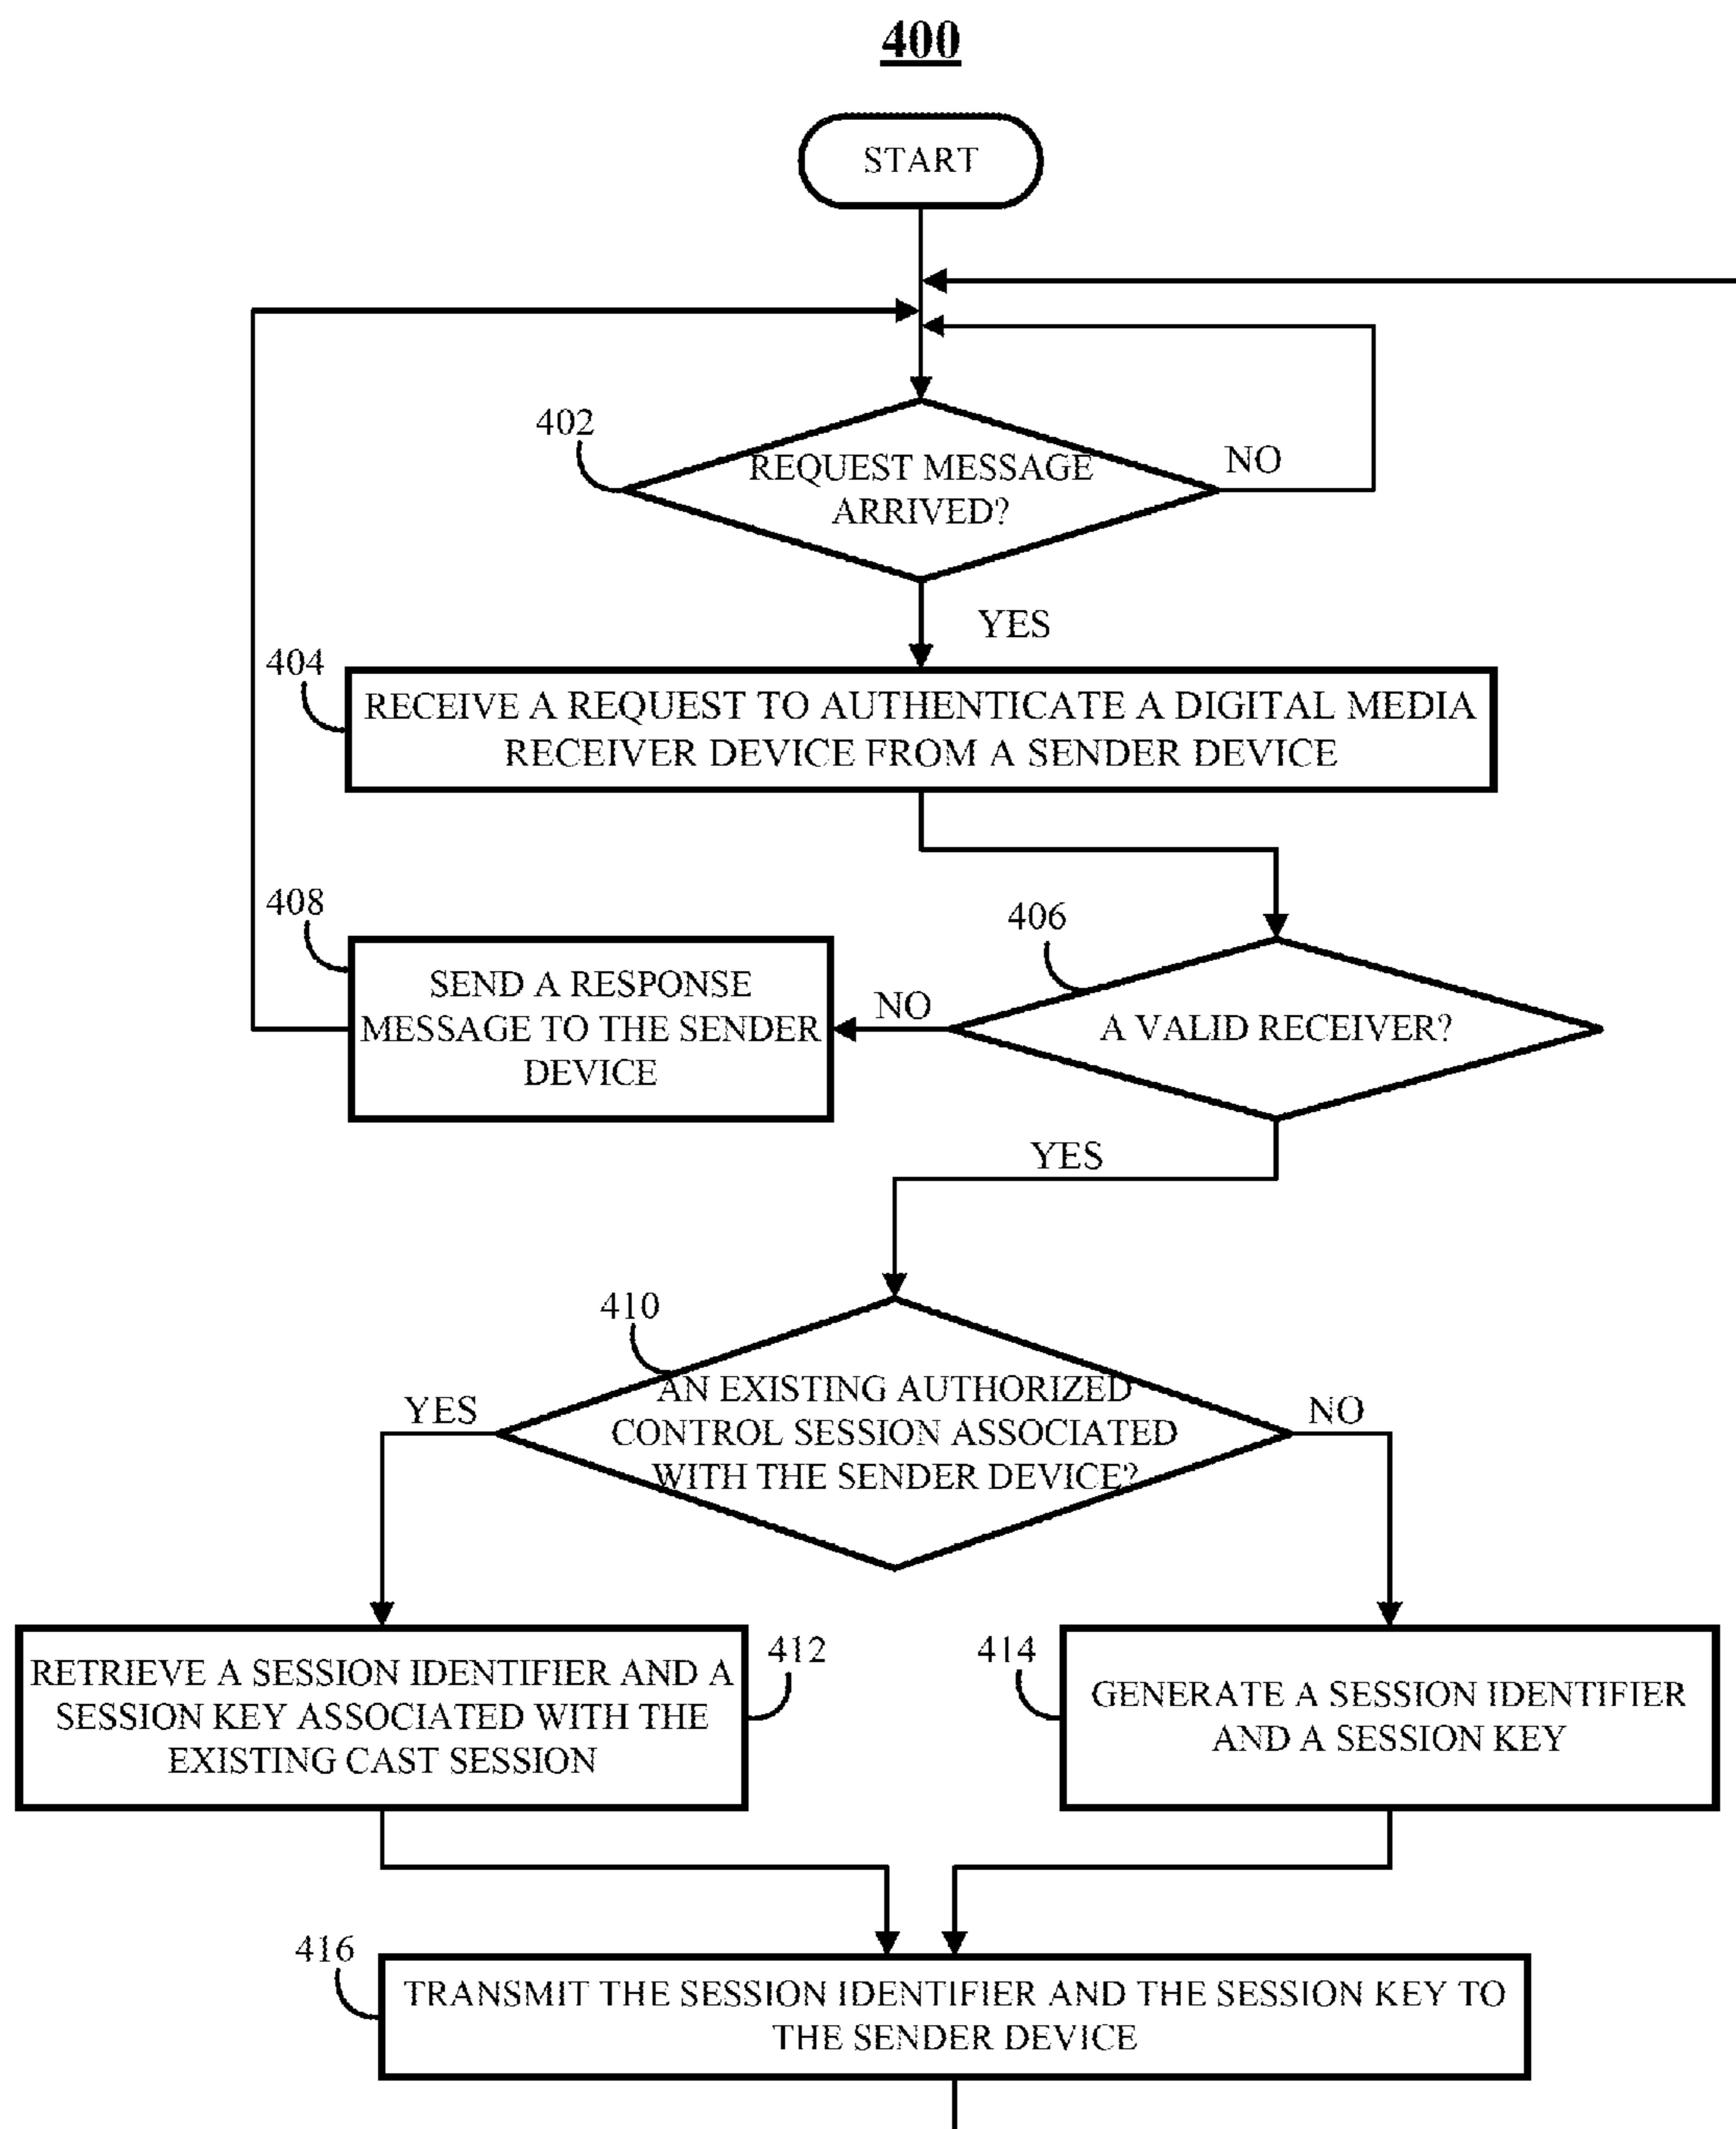 400
START
402
REQUEST MESSAGE
ARRIVED?
NO
YES
404
RECEIVE A REQUEST TO AUTHENTICATE A DIGITAL MEDIA
RECEIVER DEVICE FROM A SENDER DEVICE
408
SEND A RESPONSE
MESSAGE TO THE SENDER
DEVICE
NO
406
A VALID RECEIVER?
YES
410
AN EXISTING AUTHORIZED
CONTROL SESSION ASSOCIATED
WITH THE SENDER DEVICE?
YES
NO
RETRIEVE A SESSION IDENTIFIER AND A
SESSION KEY ASSOCIATED WITH THE
EXISTING CAST SESSION
412
414
GENERATE A SESSION IDENTIFIER
AND A SESSION KEY
416
TRANSMIT THE SESSION IDENTIFIER AND THE SESSION KEY TO
THE SENDER DEVICE